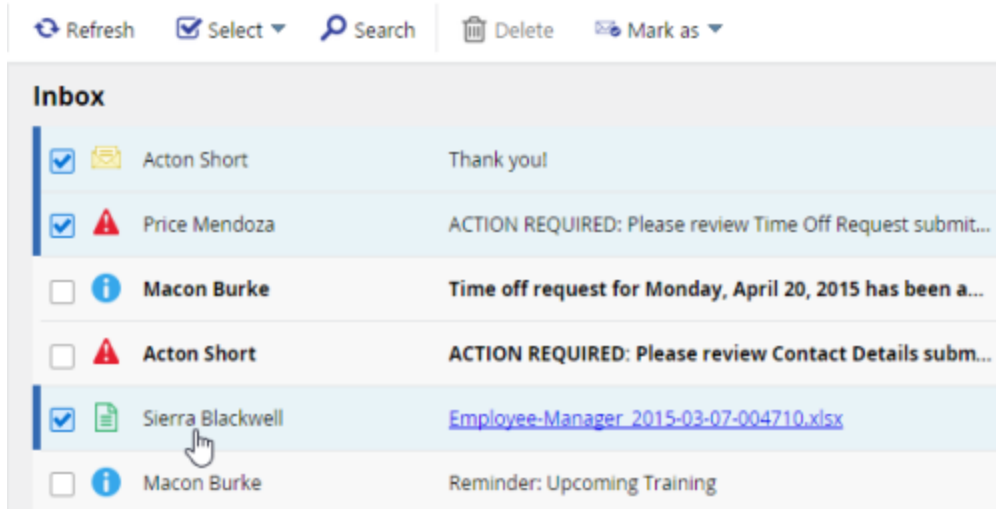 Refresh Select Search Delete Mark as
Inbox
Acton Short Thank you!
Price Mendoza ACTION REQUIRED: Please review Time Off Request submit...
Macon Burke Time off request for Monday, April 20, 2015 has been a...
Acton Short ACTION REQUIRED: Please review Contact Details subm...
Sierra Blackwell Employee-Manager_2015-03-07-004710.xlsx
Macon Burke Reminder: Upcoming Training